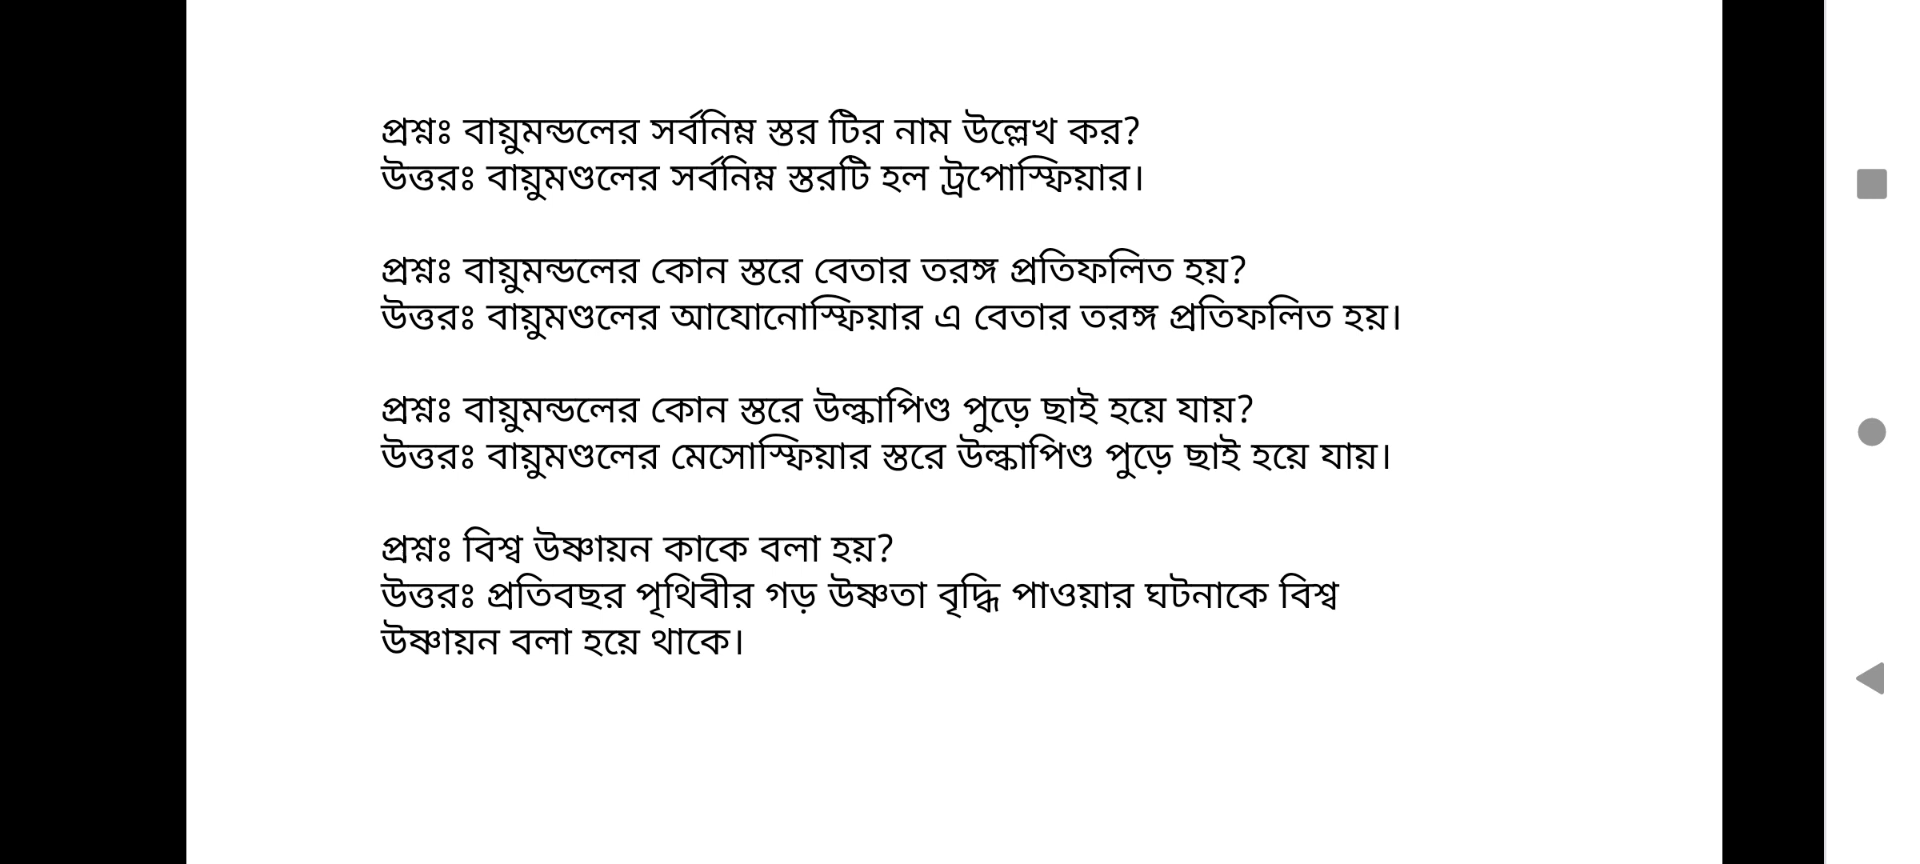 প্রশ্নঃ বায়ুমন্ডলের সর্বনিম্ন স্তর টির নাম উল্লেখ কর?
উত্তরঃ বায়ুমণ্ডলের সর্বনিম্ন স্তরটি হল ট্রপোস্ফিয়ার।
প্রশ্নঃ বায়ুমন্ডলের কোন স্তরে বেতার তরঙ্গ প্রতিফলিত হয়?
উত্তরঃ বায়ুমণ্ডলের আযোনোস্ফিয়ার এ বেতার তরঙ্গ প্রতিফলিত হয়।
প্রশ্নঃ বায়ুমন্ডলের কোন স্তরে উল্কাপিণ্ড পুড়ে ছাই হয়ে যায়?
উত্তরঃ বায়ুমণ্ডলের মেসোস্ফিয়ার স্তরে উল্কাপিণ্ড পুড়ে ছাই হয়ে যায়।
প্রশ্নঃ বিশ্ব উষ্ণায়ন কাকে বলা হয়?
উত্তরঃ প্রতিবছর পৃথিবীর গড় উষ্ণতা বৃদ্ধি পাওয়ার ঘটনাকে বিশ্ব
উষ্ণায়ন বলা হয়ে থাকে।